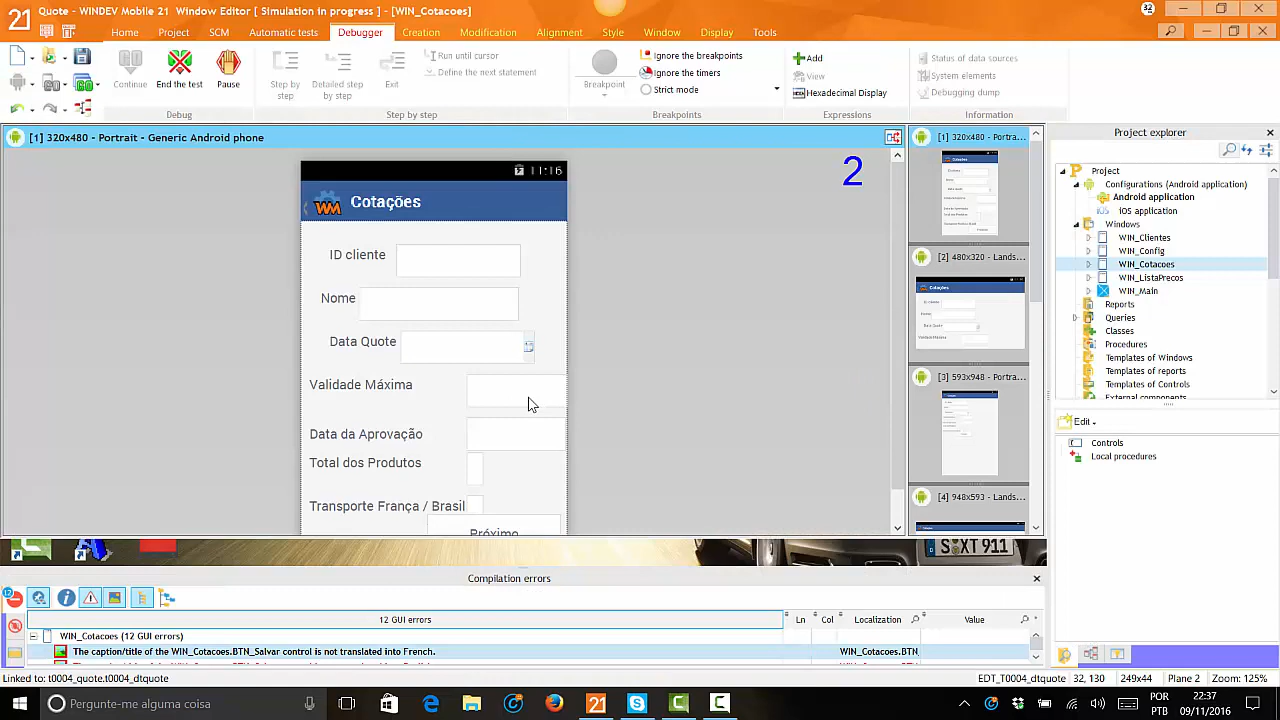 21 Quote - WINDEV Mobile 21 Window Editor [ Simulation in progress ] - [WIN_Cotacoes]
32
Home Project SCM Automatic tests Debugger Creation Modification Alignment Style Window Display Tools
Continue End the test Pause
Debug
Step by step
Detailed step by step
Exit
Run until cursor
Define the next statement
Step by step
Breakpoint
Ignore the breakpoints
Ignore the timers
Strict mode
Breakpoints
Add
View
Hexadecimal Display
Expressions
Status of data sources
System elements
Debugging dump
Information
[1] 320x480 - Portrait - Generic Android phone
2
11:16
WM Cotações
ID cliente
Nome
Data Quote
Validade Máxima
Data da Aprovação
Total dos Produtos
Transporte França / Brasil
Próximo
[1] 320x480 - Portra...
[2] 480x320 - Lands...
[3] 593x948 - Portra...
[4] 948x593 - Lands...
Project explorer
Project
Configurations (Android application)
Android application
iOS application
Windows
WIN_Clientes
WIN_Config
WIN_Cotacoes
WIN_ListaPrecos
WIN_Main
Reports
Queries
Classes
Procedures
Templates of Windows
Templates of reports
Templates of Controls
External components
Edit
Controls
Local procedures
S XT 911
Compilation errors
12
12 GUI errors Ln Col Localization Value
WIN_Cotacoes (12 GUI errors)
The caption/title of the WIN_Cotacoes.BTN_Salvar control is not translated into French. WIN_Cotacoes.BTN_
Linked to: t0004_quote.t0004_dtquote EDT_T0004_dtquote 32, 130 249x44 Plane 2 Zoom: 125%
Pergunte-me alguma coisa
21
POR
PTB
22:37
09/11/2016